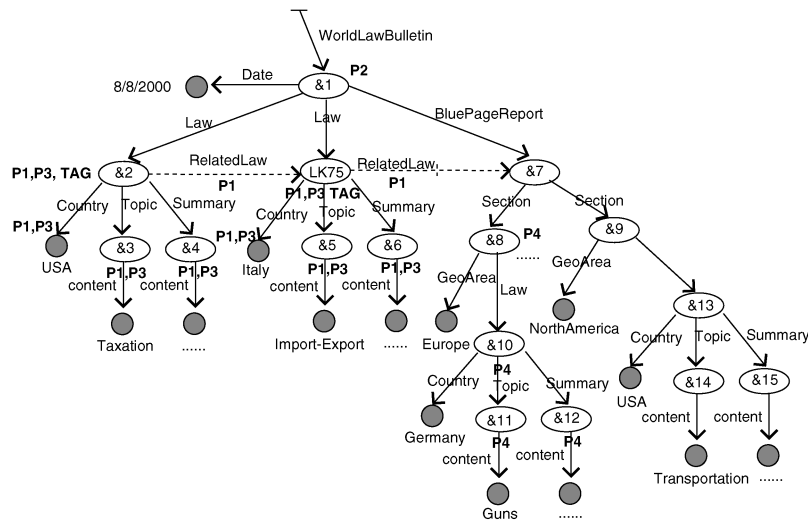 WorldLawBulletin
P2
Date
8/8/2000
&1
BluePageReport
Law
Law
P1,P3, TAG
&2
RelatedLaw
P1
LK75
RelatedLaw
P1
&7
P1,P3 TAG
Country
Topic
Summary
Country
Topic
Summary
Section
Section
P1,P3
P1,P3
&3
&4
&5
&6
&8
P4
......
&9
USA
Italy
P1,P3
P1,P3
P1,P3
P1,P3
GeoArea
GeoArea
content
content
content
content
Law
&13
Taxation
......
Import-Export
......
Europe
NorthAmerica
&10
Country
Topic
Summary
P4
Country
Topic
Summary
USA
&14
&15
Germany
&11
&12
content
content
P4
P4
content
content
Transportation
......
Guns
......